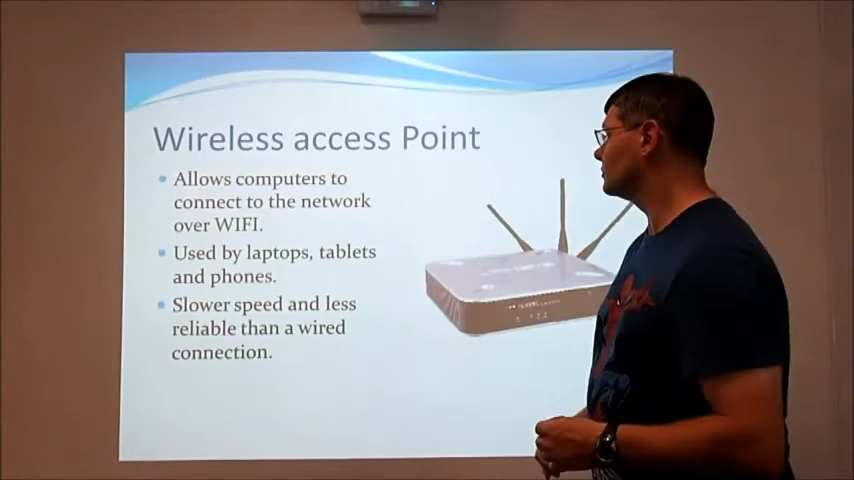 Wireless access Point
Allows computers to
connect to the network
over WIFI.
Used by laptops, tablets
and phones.
Slower speed and less
reliable than a wired
connection.